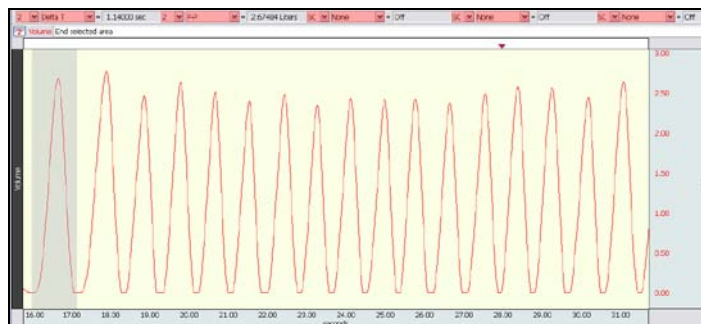 2 Delta T = 1.14000 sec 2 P-P = 2.67484 Liters SC None = Off SC None = Off SC None = Off
2 Volume End selected area
3.00
2.50
2.00
1.50
1.00
0.50
0.00
Volume
16.00 17.00 18.00 19.00 20.00 21.00 22.00 23.00 24.00 25.00 26.00 27.00 28.00 29.00 30.00 31.00
seconds